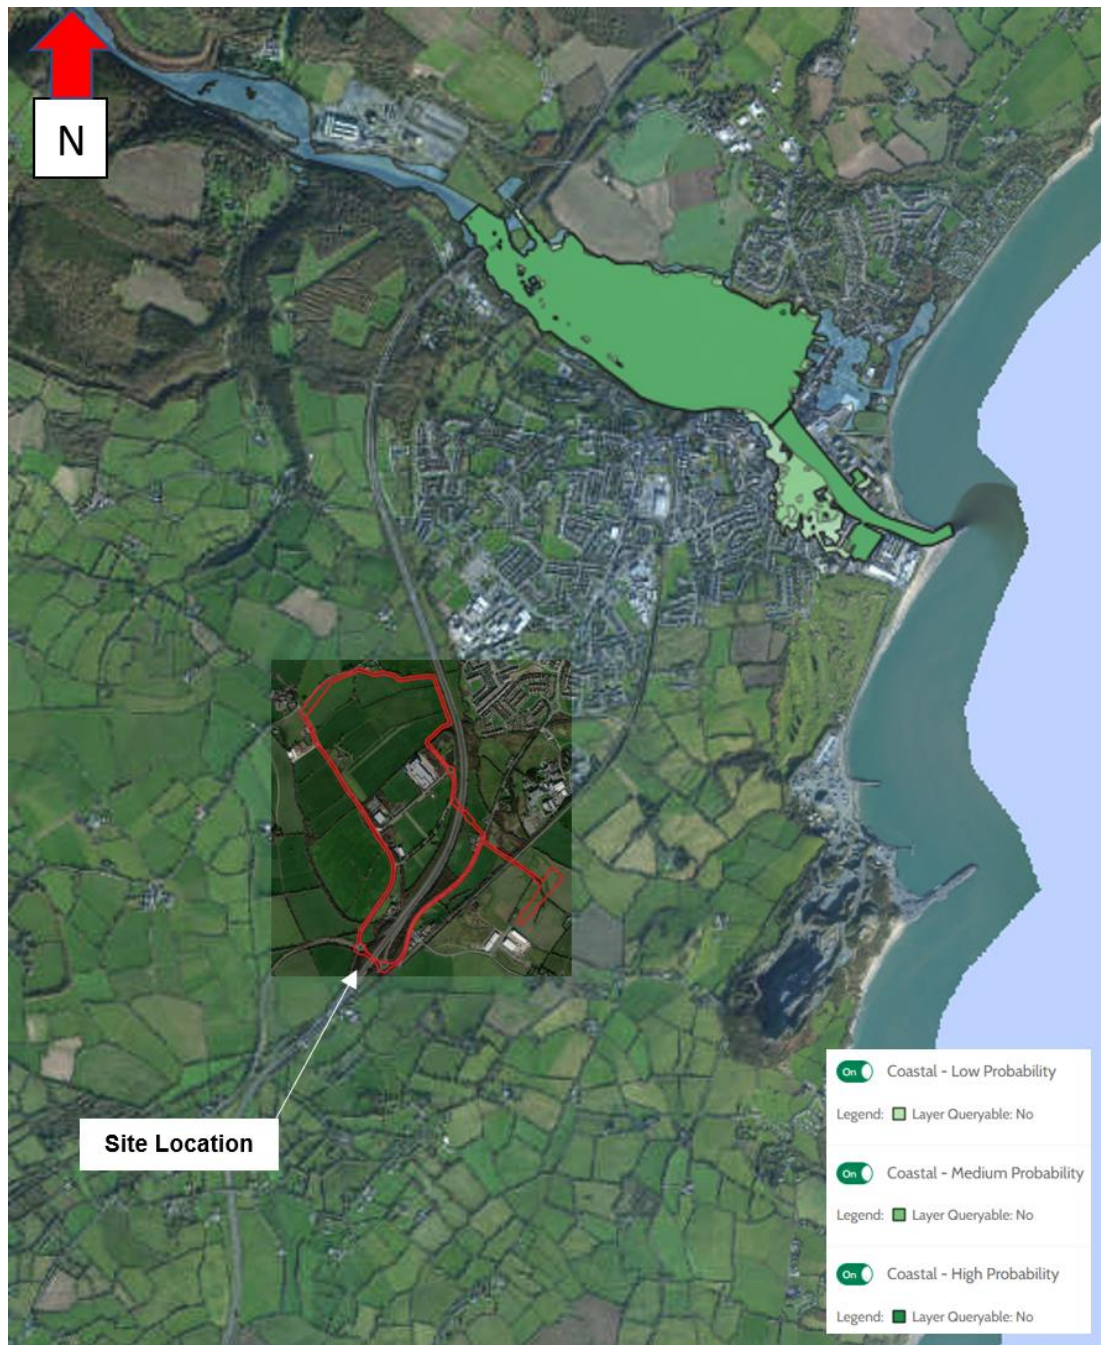 N
Site Location
On Coastal - Low Probability
Legend: Layer Queryable: No
On Coastal - Medium Probability
Legend: Layer Queryable: No
On Coastal - High Probability
Legend: Layer Queryable: No